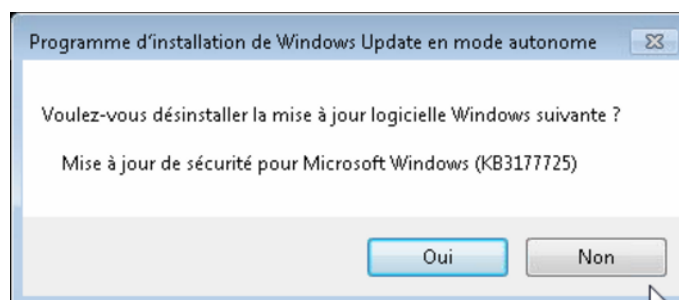 Programme d'installation de Windows Update en mode autonome
Voulez-vous désinstaller la mise à jour logicielle Windows suivante ?
Mise à jour de sécurité pour Microsoft Windows (KB3177725)
Oui
Non